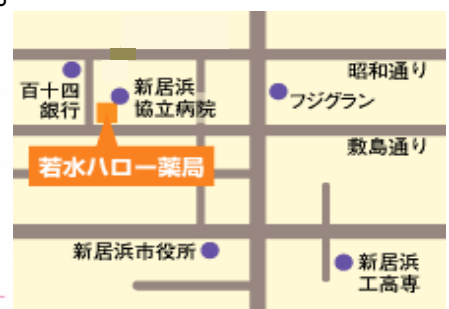 昭和通り
百十四
銀行
新居浜
協立病院
フジグラン
敷島通り
若水ハロー薬局
新居浜市役所
新居浜
工高専